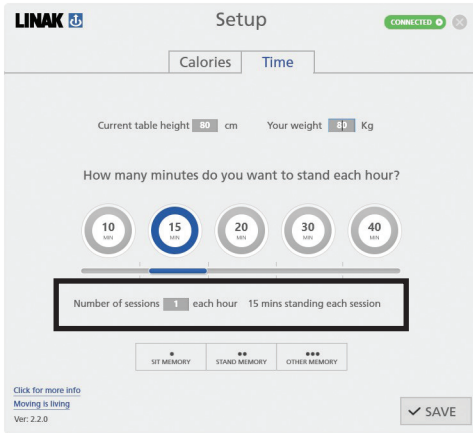 LINAK
Setup
CONNECTED
Calories Time
Current table height 80 cm Your weight 80 Kg
How many minutes do you want to stand each hour?
10 15 20 30 40
MIN MIN MIN MIN MIN
Number of sessions 1 each hour 15 mins standing each session
SIT MEMORY STAND MEMORY OTHER MEMORY
Click for more info
Moving is living
Ver: 2.2.0
SAVE